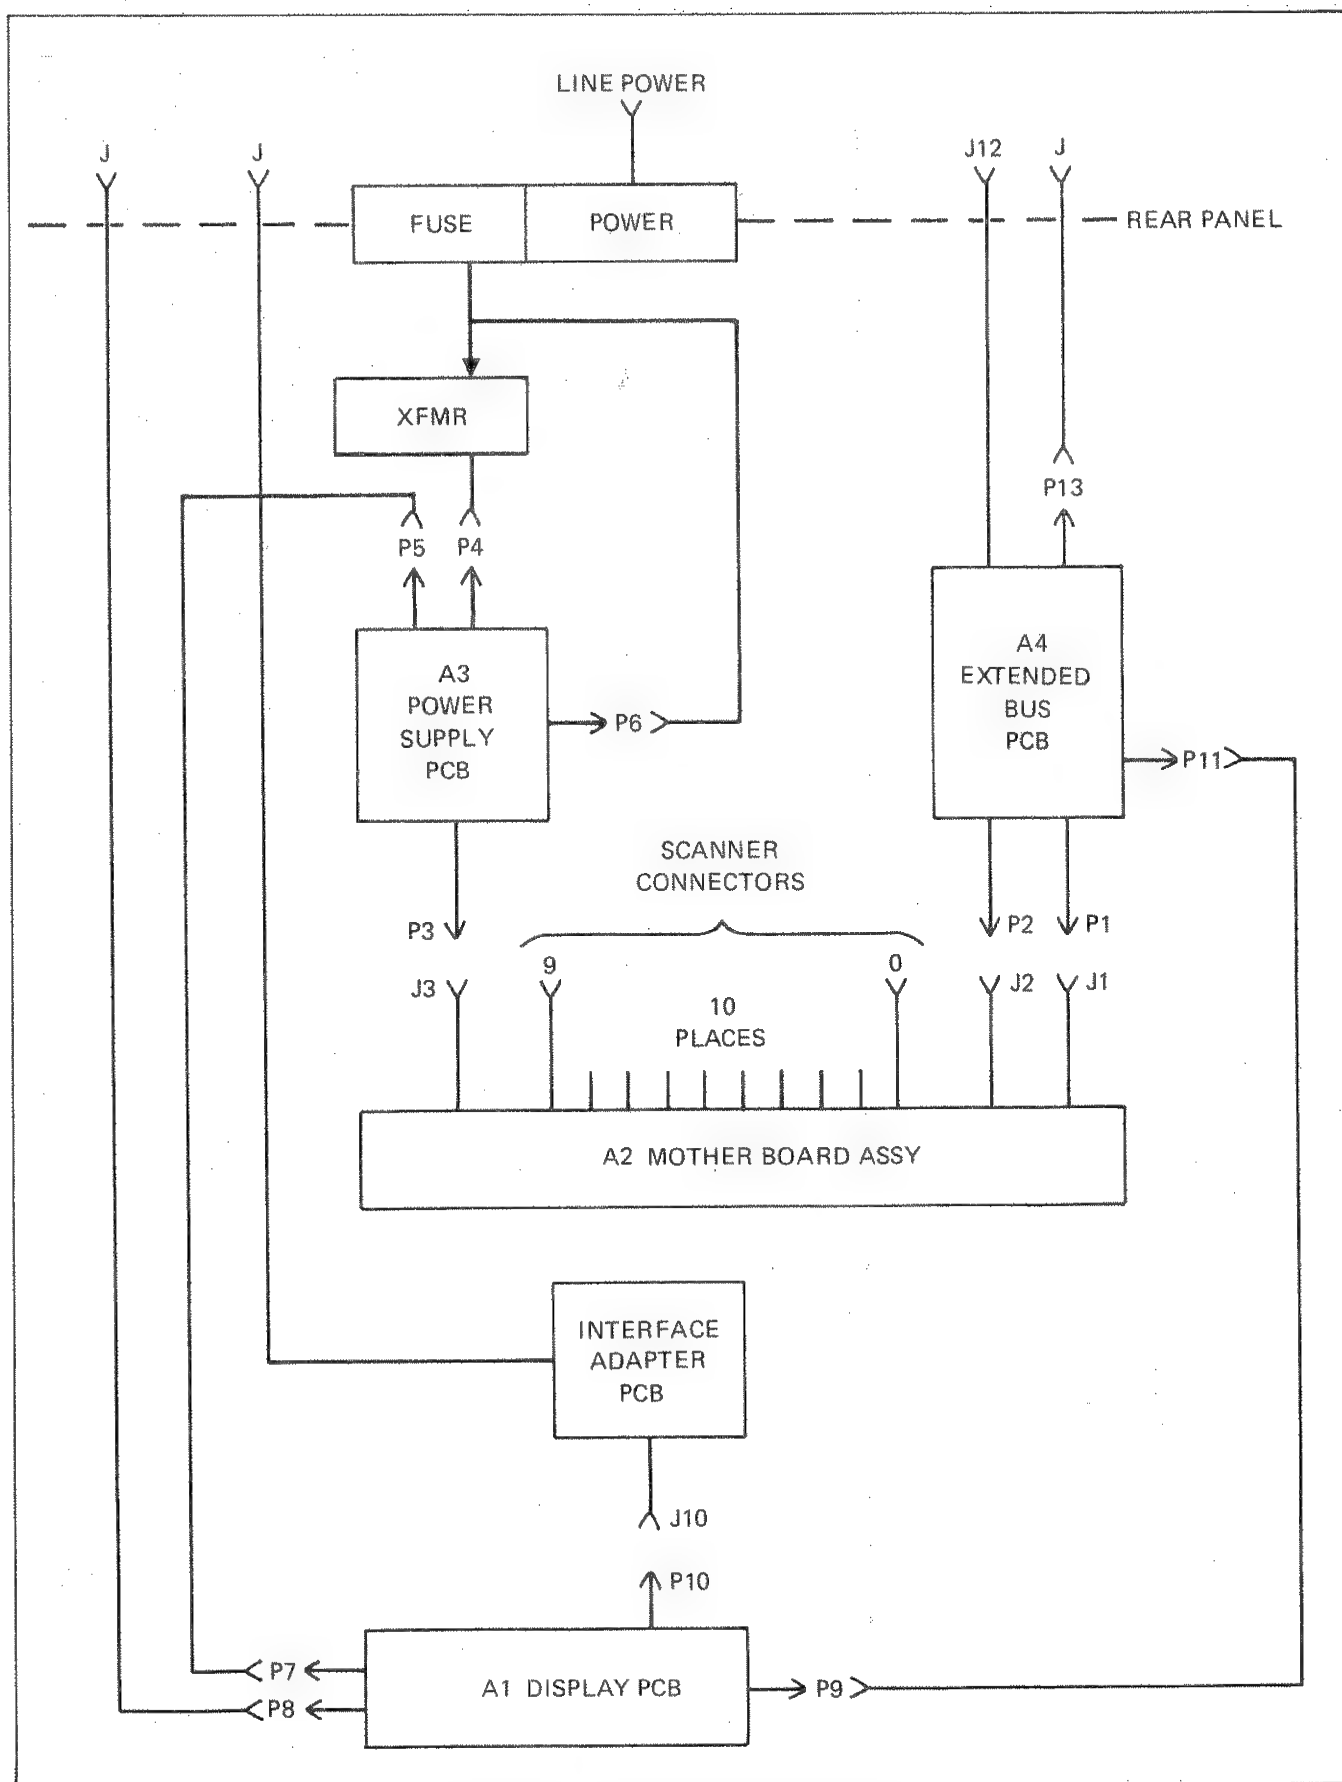 LINE POWER
J
J
J12
J
FUSE
POWER
REAR PANEL
XFMR
P13
P5
P4
A3
POWER
SUPPLY
PCB
P6
A4
EXTENDED
BUS
PCB
P11
SCANNER
CONNECTORS
P3
P2
P1
9
0
J3
J2
J1
10
PLACES
A2 MOTHER BOARD ASSY
INTERFACE
ADAPTER
PCB
J10
P10
P7
P8
A1 DISPLAY PCB
P9